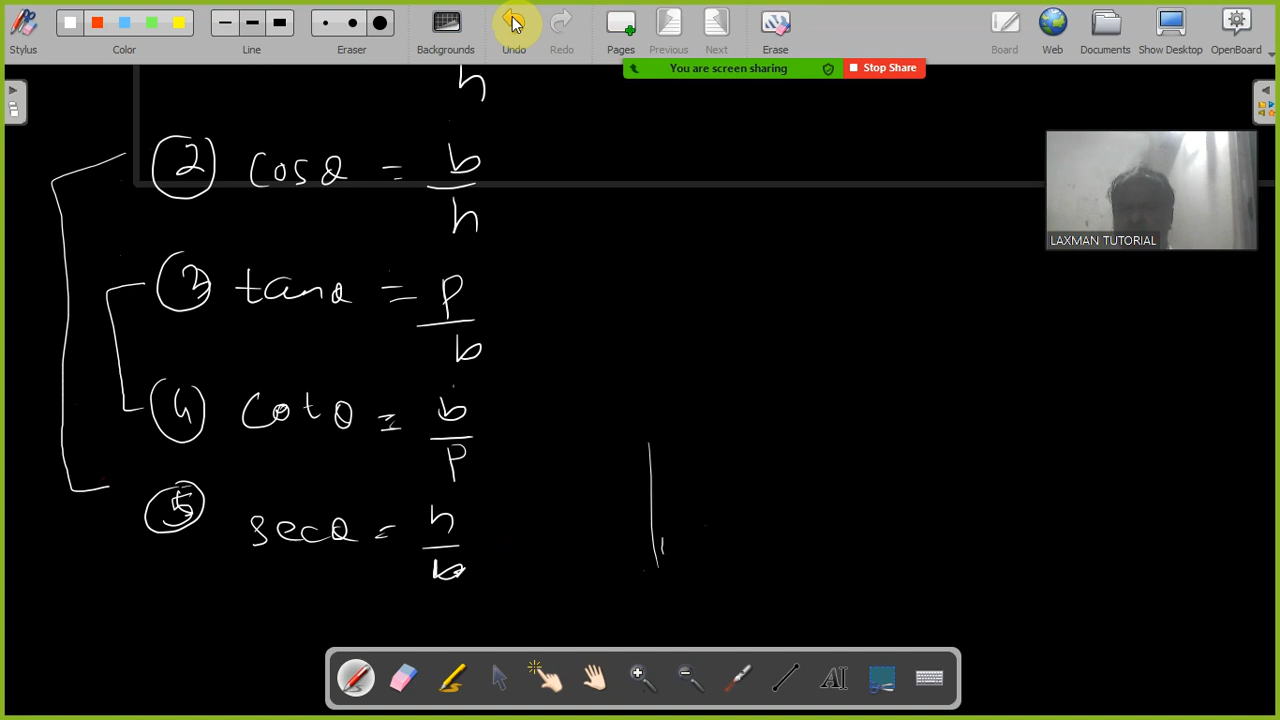 Stylus
Color
Line
Eraser
Backgrounds
Undo
Redo
Pages
Previous
Next
Erase
Board
Web
Documents
Show Desktop
OpenBoard
You are screen sharing
Stop Share
h
② cosθ = b/h
LAXMAN TUTORIAL
③ tanθ = p/b
④ cotθ = b/p
⑤ secθ = h/b
AI